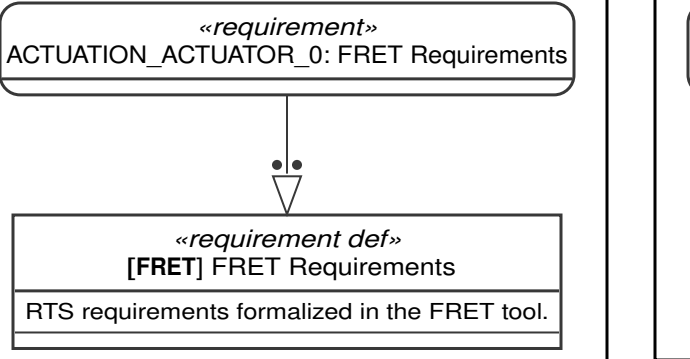 «requirement»
ACTUATION_ACTUATOR_0: FRET Requirements
«requirement def»
[FRET] FRET Requirements
RTS requirements formalized in the FRET tool.